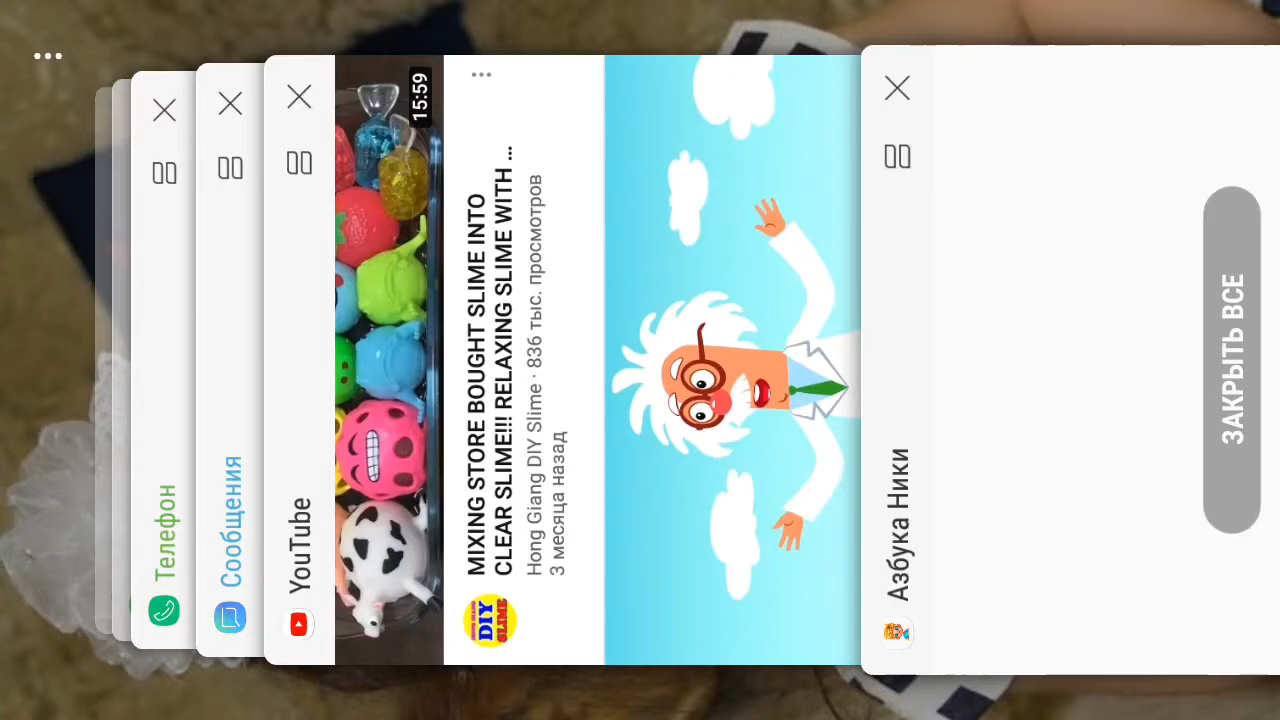 Телефон
Сообщения
YouTube
15:59
MIXING STORE BOUGHT SLIME INTO
CLEAR SLIME!!! RELAXING SLIME WITH ...
Hong Giang DIY Slime · 836 тыс. просмотров
3 месяца назад
DIY
SLIME
Азбука Ники
ЗАКРЫТЬ ВСЕ